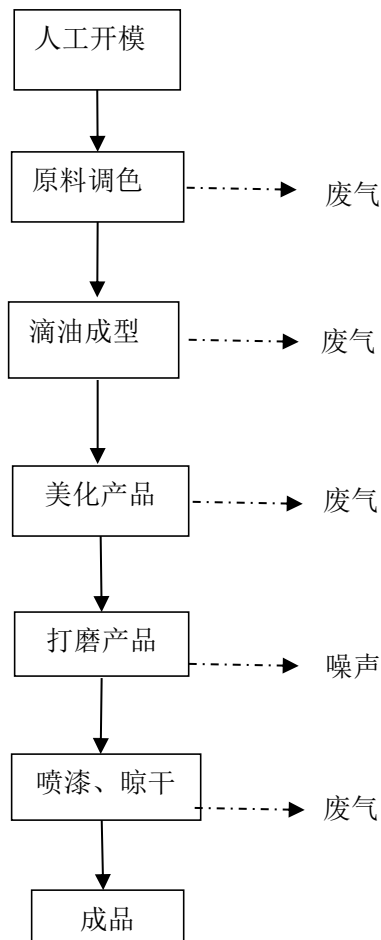 人工开模
原料调色
废气
滴油成型
废气
美化产品
废气
打磨产品
噪声
喷漆、晾干
废气
成品